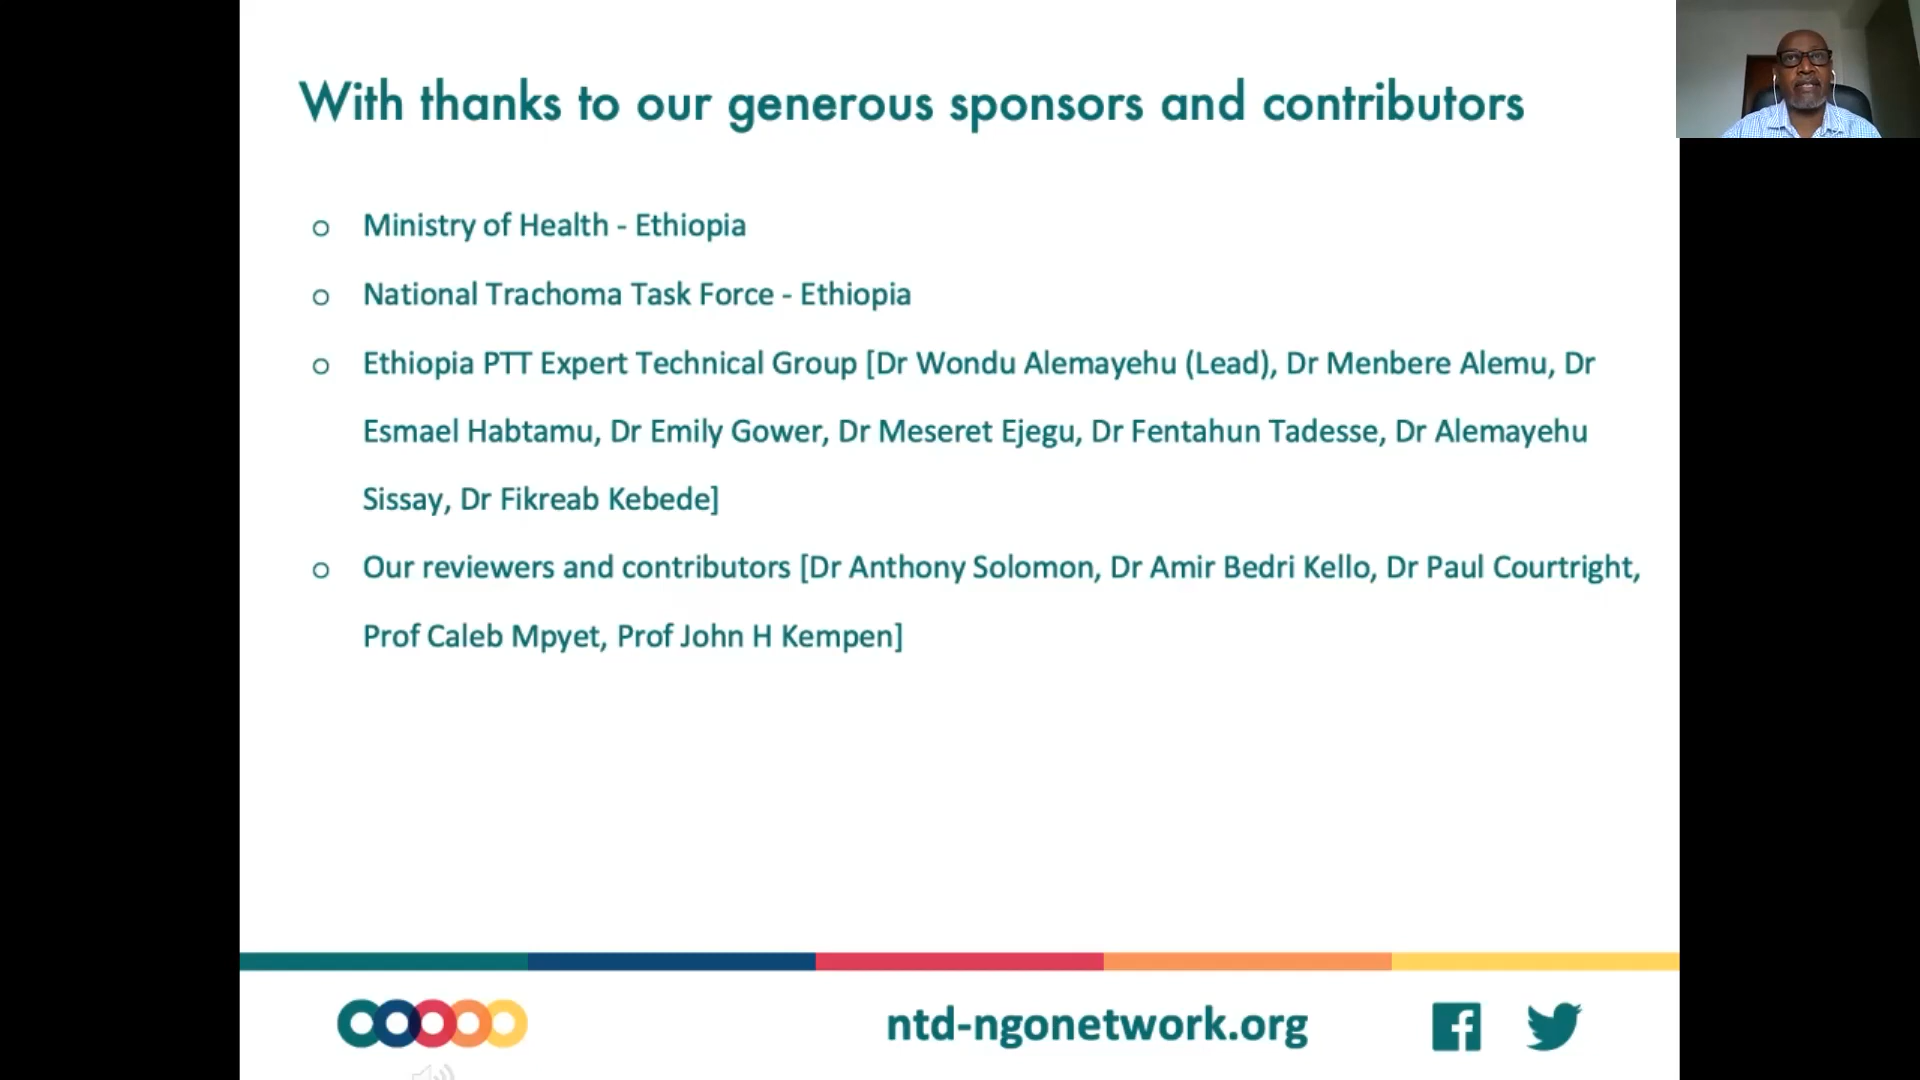 With thanks to our generous sponsors and contributors
o Ministry of Health - Ethiopia
o National Trachoma Task Force - Ethiopia
o Ethiopia PTT Expert Technical Group [Dr Wondu Alemayehu (Lead), Dr Menbere Alemu, Dr
Esmael Habtamu, Dr Emily Gower, Dr Meseret Ejegu, Dr Fentahun Tadesse, Dr Alemayehu
Sissay, Dr Fikreab Kebede]
o Our reviewers and contributors [Dr Anthony Solomon, Dr Amir Bedri Kello, Dr Paul Courtright,
Prof Caleb Mpyet, Prof John H Kempen]
ntd-ngonetwork.org